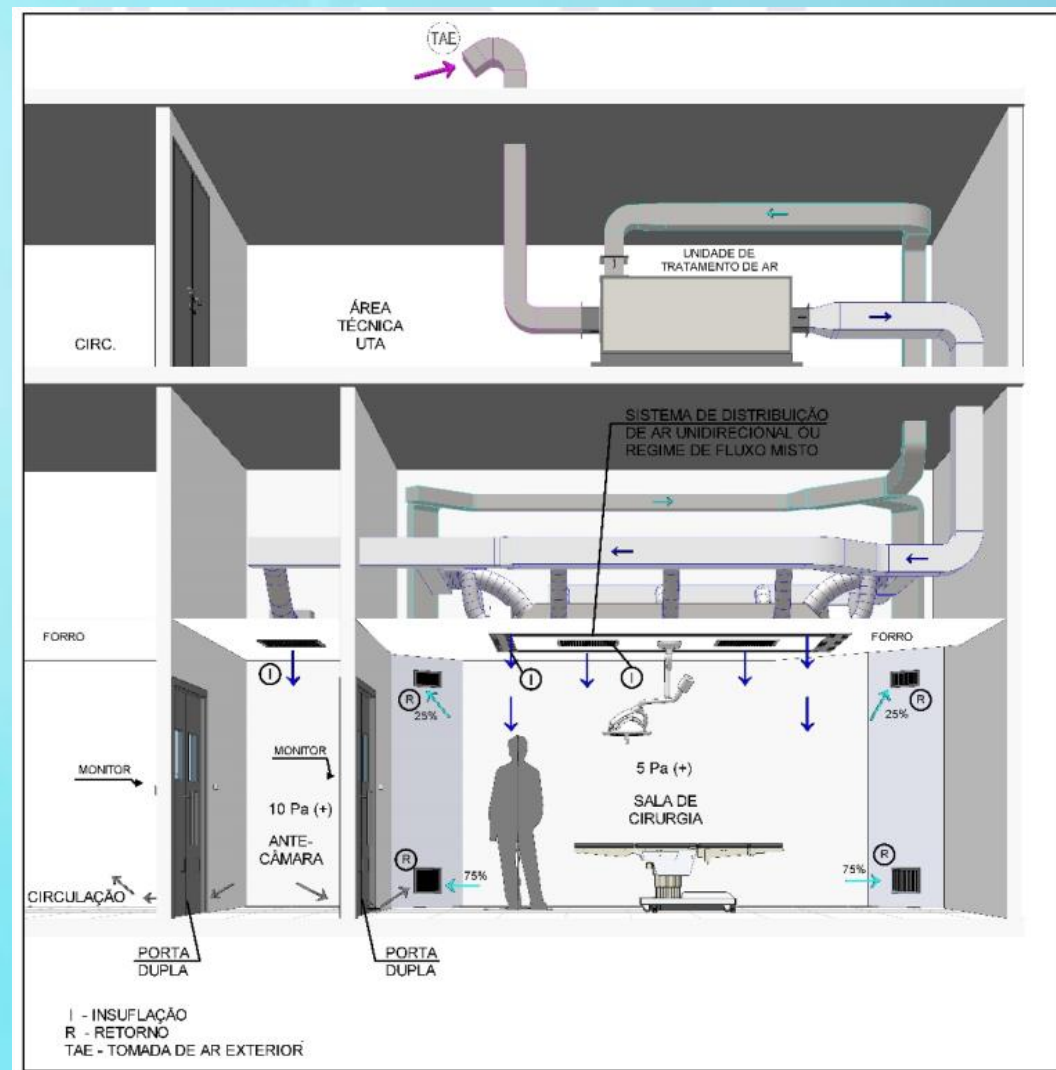 TAE
UNIDADE DE
TRATAMENTO DE AR
ÁREA
TÉCNICA
UTA
CIRC.
SISTEMA DE DISTRIBUIÇÃO
DE AR UNIDIRECIONAL OU
REGIME DE FLUXO MISTO
FORRO
FORRO
I
I
I
R
25%
R
25%
MONITOR
MONITOR
10 Pa (+)
ANTE-
CÂMARA
5 Pa (+)
SALA DE
CIRURGIA
R
75%
R
75%
CIRCULAÇÃO
PORTA
DUPLA
PORTA
DUPLA
I - INSUFLAÇÃO
R - RETORNO
TAE - TOMADA DE AR EXTERIOR